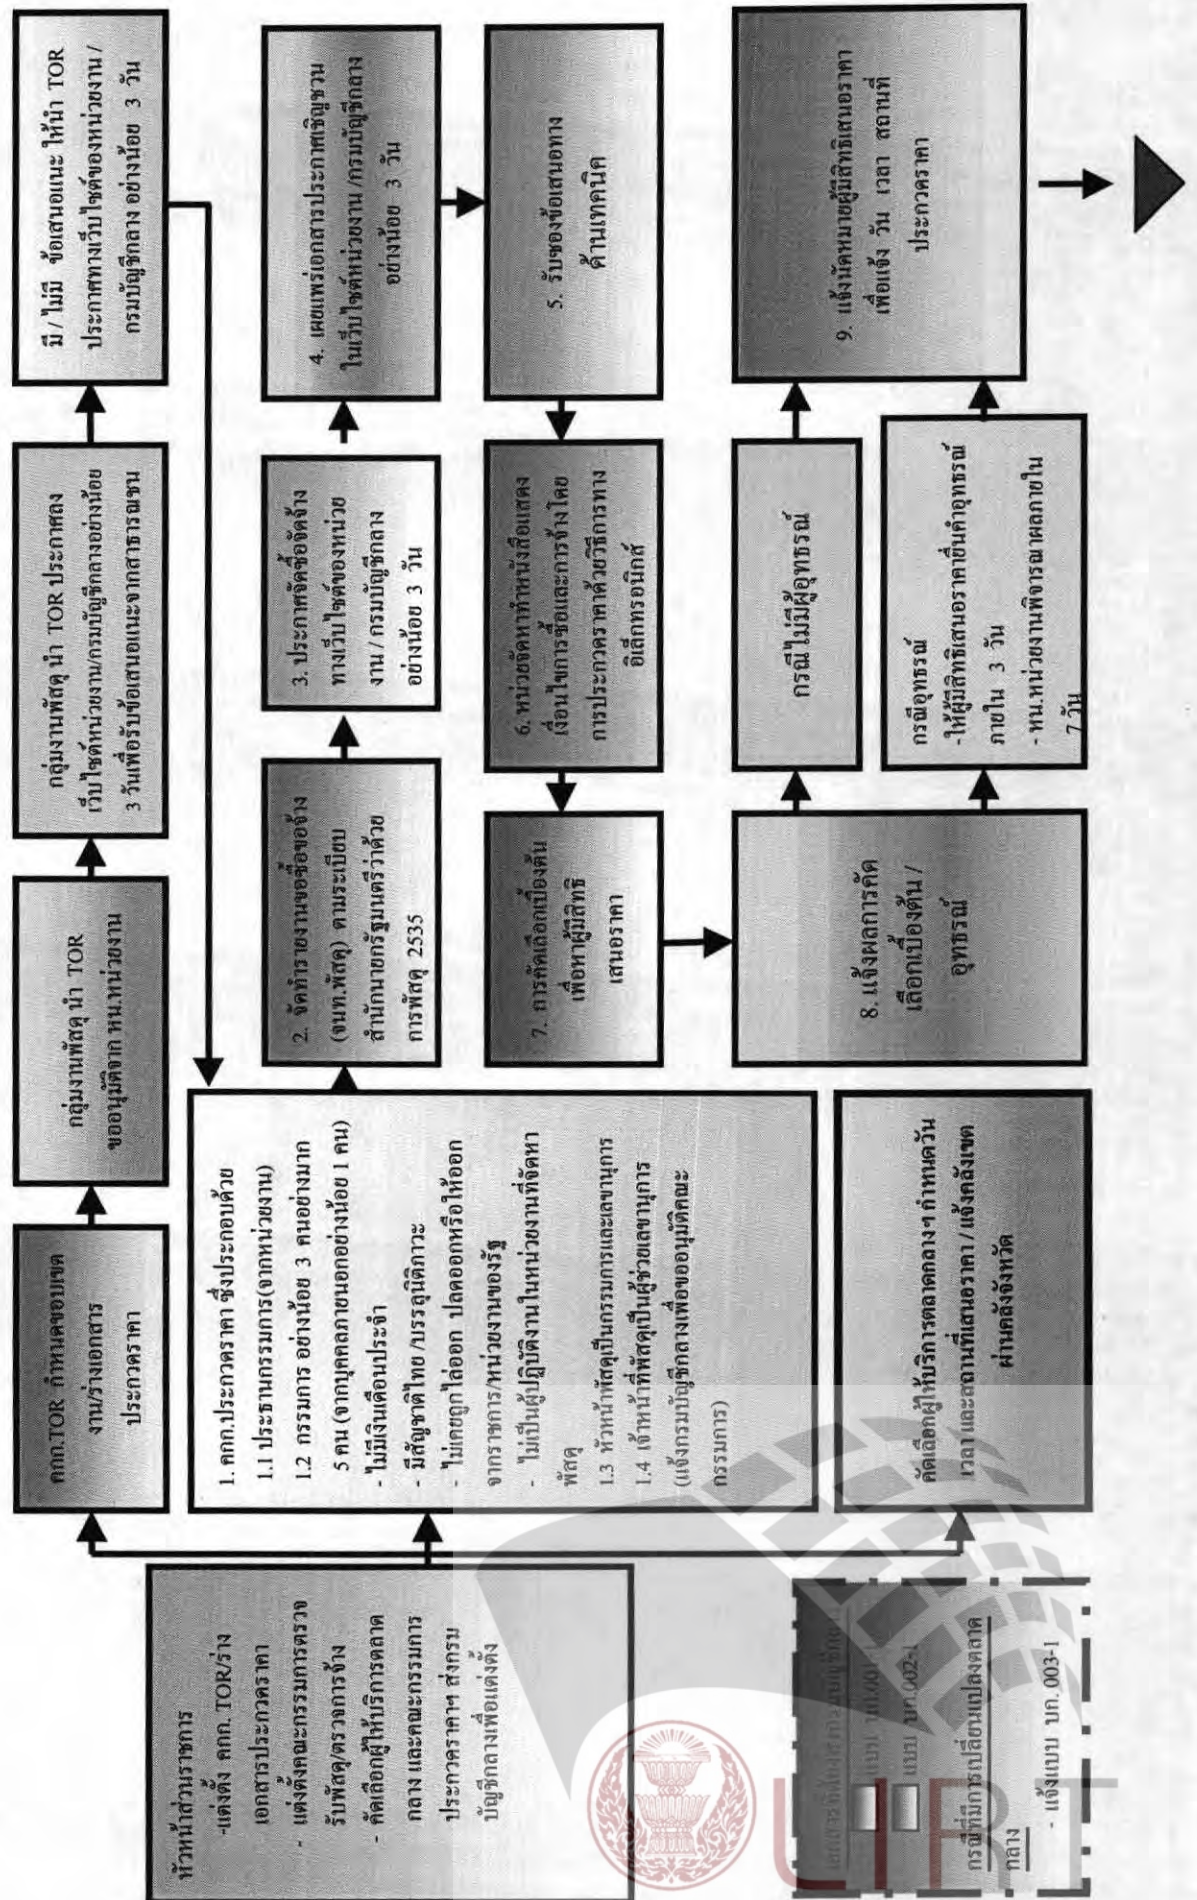 หัวหน้าส่วนราชการ
-แต่งตั้ง คกก. TOR/ร่าง
เอกสารประกวดราคา
- แต่งตั้งคณะกรรมการตรวจ
รับพัสดุ/ตรวจการจ้าง
- คัดเลือกผู้ให้บริการตลาด
กลาง และคณะกรรมการ
ประกวดราคาฯ ส่งกรม
บัญชีกลางเพื่อแต่งตั้ง
แบบ บก.001-1
แบบ บก.002-1
กรณีที่มีการเปลี่ยนแปลงตลาด
กลาง
- แจ้งแบบ บก. 003-1
คกก.TOR กำหนดขอบเขต
งาน/ร่างเอกสาร
ประกวดราคา
กลุ่มงานพัสดุ นำ TOR
ขออนุมัติจาก หน.หน่วยงาน
กลุ่มงานพัสดุ นำ TOR ประกาศลง
เว็บไซต์หน่วยงาน/กรมบัญชีกลางอย่างน้อย
3 วันเพื่อรับข้อเสนอแนะจากสาธารณชน
มี / ไม่มี ข้อเสนอแนะ ให้นำ TOR
ประกาศทางเว็บไซต์ของหน่วยงาน /
กรมบัญชีกลาง อย่างน้อย 3 วัน
1. คกก.ประกวดราคา ซึ่งประกอบด้วย
1.1 ประธานกรรมการ(จากหน่วยงาน)
1.2 กรรมการ อย่างน้อย 3 คนอย่างมาก
5 คน (จากบุคคลภายนอกอย่างน้อย 1 คน)
- ไม่มีเงินเดือนประจำ
- มีสัญชาติไทย /บรรลุนิติภาวะ
- ไม่เคยถูกไล่ออก ปลดออกหรือให้ออก
จากราชการ/หน่วยงานของรัฐ
- ไม่เป็นผู้ปฏิบัติงานในหน่วยงานที่จัดหา
พัสดุ
1.3 หัวหน้าพัสดุเป็นกรรมการและเลขานุการ
1.4 เจ้าหน้าที่พัสดุเป็นผู้ช่วยเลขานุการ
(แจ้งกรมบัญชีกลางเพื่อขออนุมัติคณะ
กรรมการ)
คัดเลือกผู้ให้บริการตลาดกลางฯ กำหนดวัน
เวลา และสถานที่เสนอราคา / แจ้งคลังเขต
ผ่านคลังจังหวัด
2. จัดทำรายงานขอซื้อขอจ้าง
(จนท.พัสดุ) ตามระเบียบ
สำนักนายกรัฐมนตรีว่าด้วย
การพัสดุ 2535
3. ประกาศจัดซื้อจัดจ้าง
ทางเว็บไซต์ของหน่วย
งาน / กรมบัญชีกลาง
อย่างน้อย 3 วัน
4. เผยแพร่เอกสารประกาศเชิญชวน
ในเว็บไซต์หน่วยงาน /กรมบัญชีกลาง
อย่างน้อย 3 วัน
5. รับซองข้อเสนอทาง
ด้านเทคนิค
6. หน่วยจัดหาทำหนังสือแสดง
เงื่อนไขการซื้อและการจ้างโดย
การประกวดราคาด้วยวิธีการทาง
อิเล็กทรอนิกส์
7. การคัดเลือกเบื้องต้น
เพื่อหาผู้มีสิทธิ
เสนอราคา
8. แจ้งผลการคัด
เลือกเบื้องต้น /
อุทธรณ์
กรณีไม่มีผู้อุทธรณ์
กรณีอุทธรณ์
-ให้ผู้มีสิทธิเสนอราคายื่นคำอุทธรณ์
ภายใน 3 วัน
- หน.หน่วยงานพิจารณาผลภายใน
7 วัน
9. แจ้งนัดหมายผู้มีสิทธิเสนอราคา
เพื่อแจ้ง วัน เวลา สถานที่
ประกวดราคา
LIRT